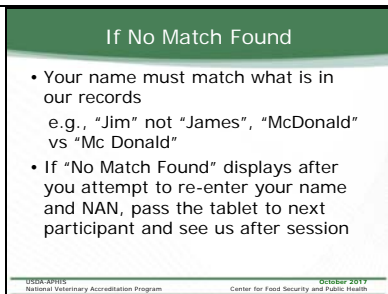 If No Match Found
• Your name must match what is in
our records
e.g., "Jim" not "James", "McDonald"
vs "Mc Donald"
• If "No Match Found" displays after
you attempt to re-enter your name
and NAN, pass the tablet to next
participant and see us after session
USDA-APHIS
National Veterinary Accreditation Program
October 2017
Center for Food Security and Public Health